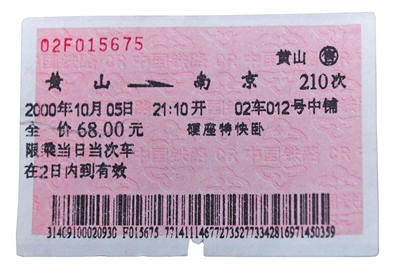 02F015675
黄山 售
黄 山 → 南 京 210次
2000年10月05日 21:10开 02车012号中铺
全 价68.00元 硬座特快卧
限乘当日当次车
在2日内到有效
31409100020930 F015675